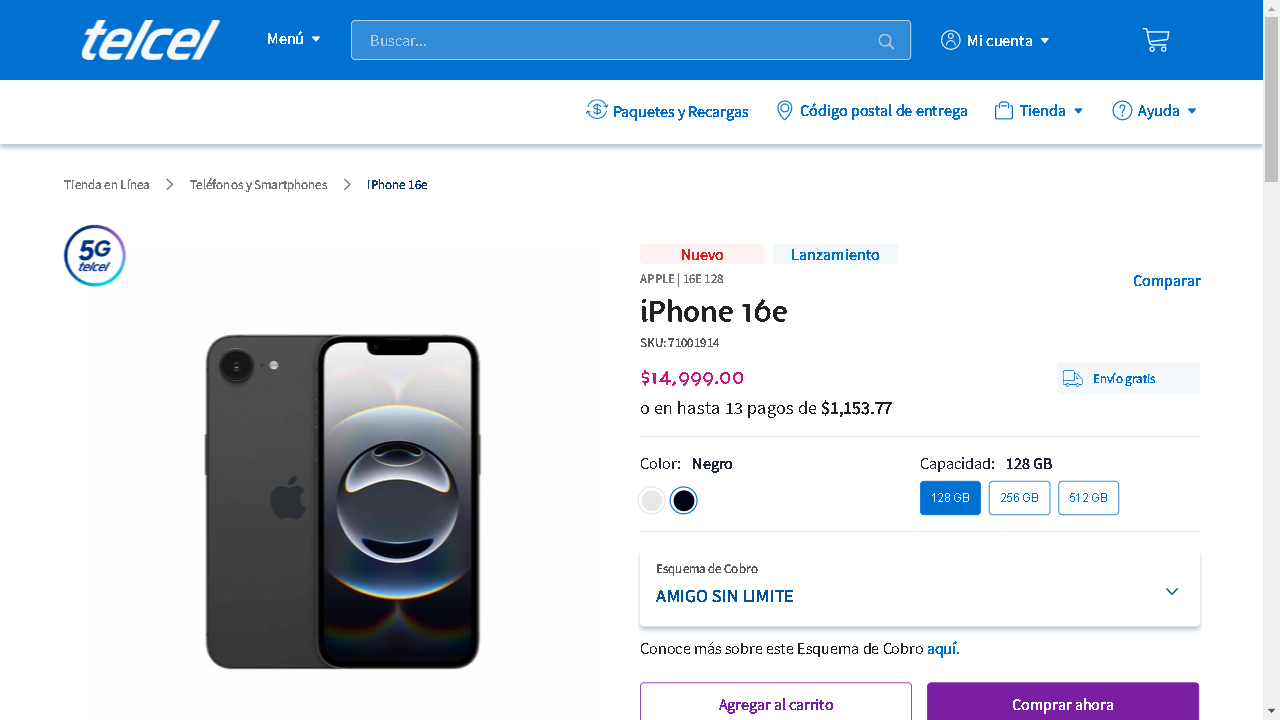 telcel
Menú
Buscar...
Mi cuenta
Paquetes y Recargas
Código postal de entrega
Tienda
Ayuda
Tienda en Línea
Teléfonos y Smartphones
iPhone 16e
5G
telcel
Nuevo
Lanzamiento
APPLE | 16E 128
Comparar
iPhone 16e
SKU: 71001914
$14,999.00
Envío gratis
o en hasta 13 pagos de $1,153.77
Color: Negro
Capacidad: 128 GB
128 GB
256 GB
512 GB
Esquema de Cobro
AMIGO SIN LIMITE
Conoce más sobre este Esquema de Cobro aquí.
Agregar al carrito
Comprar ahora